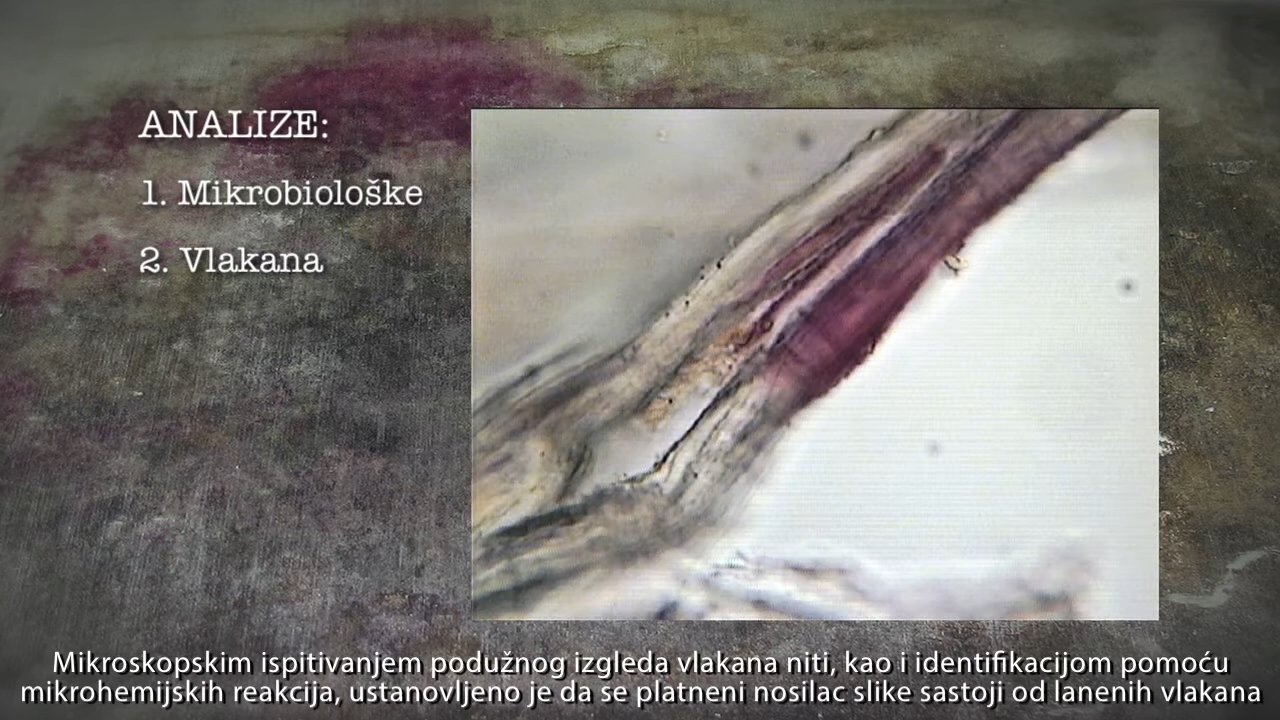 ANALIZE:
1. Mikrobiološke
2. Vlakana
Mikroskopskim ispitivanjem podužnog izgleda vlakana niti, kao i identifikacijom pomoću
mikrohemijskih reakcija, ustanovljeno je da se platneni nosilac slike sastoji od lanenih vlakana